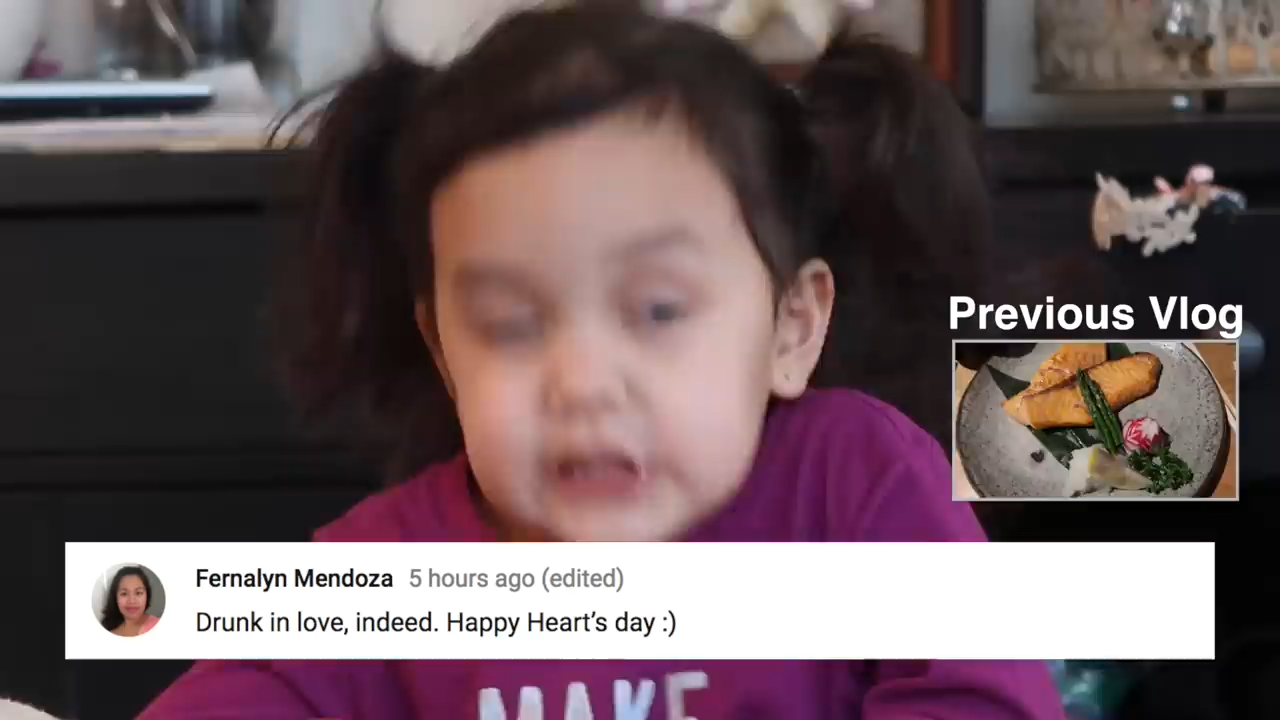 Previous Vlog
Fernalyn Mendoza 5 hours ago (edited)
Drunk in love, indeed. Happy Heart’s day :)
MAKE